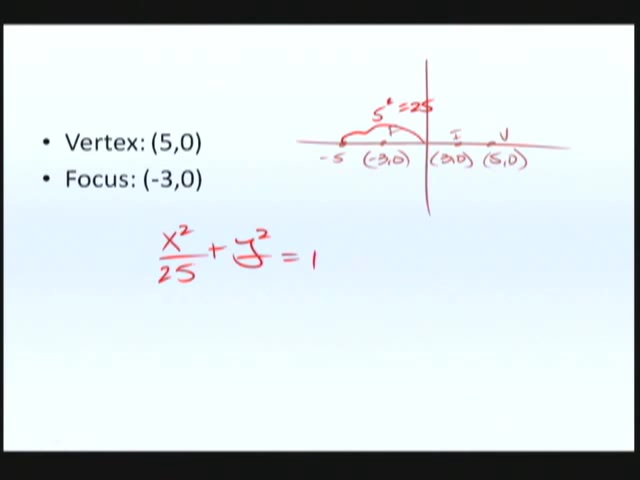 • Vertex: (5,0)
• Focus: (-3,0)
5² = 25
F
V
-5 (-3,0) (3,0) (5,0)
x²/25 + y²/ = 1